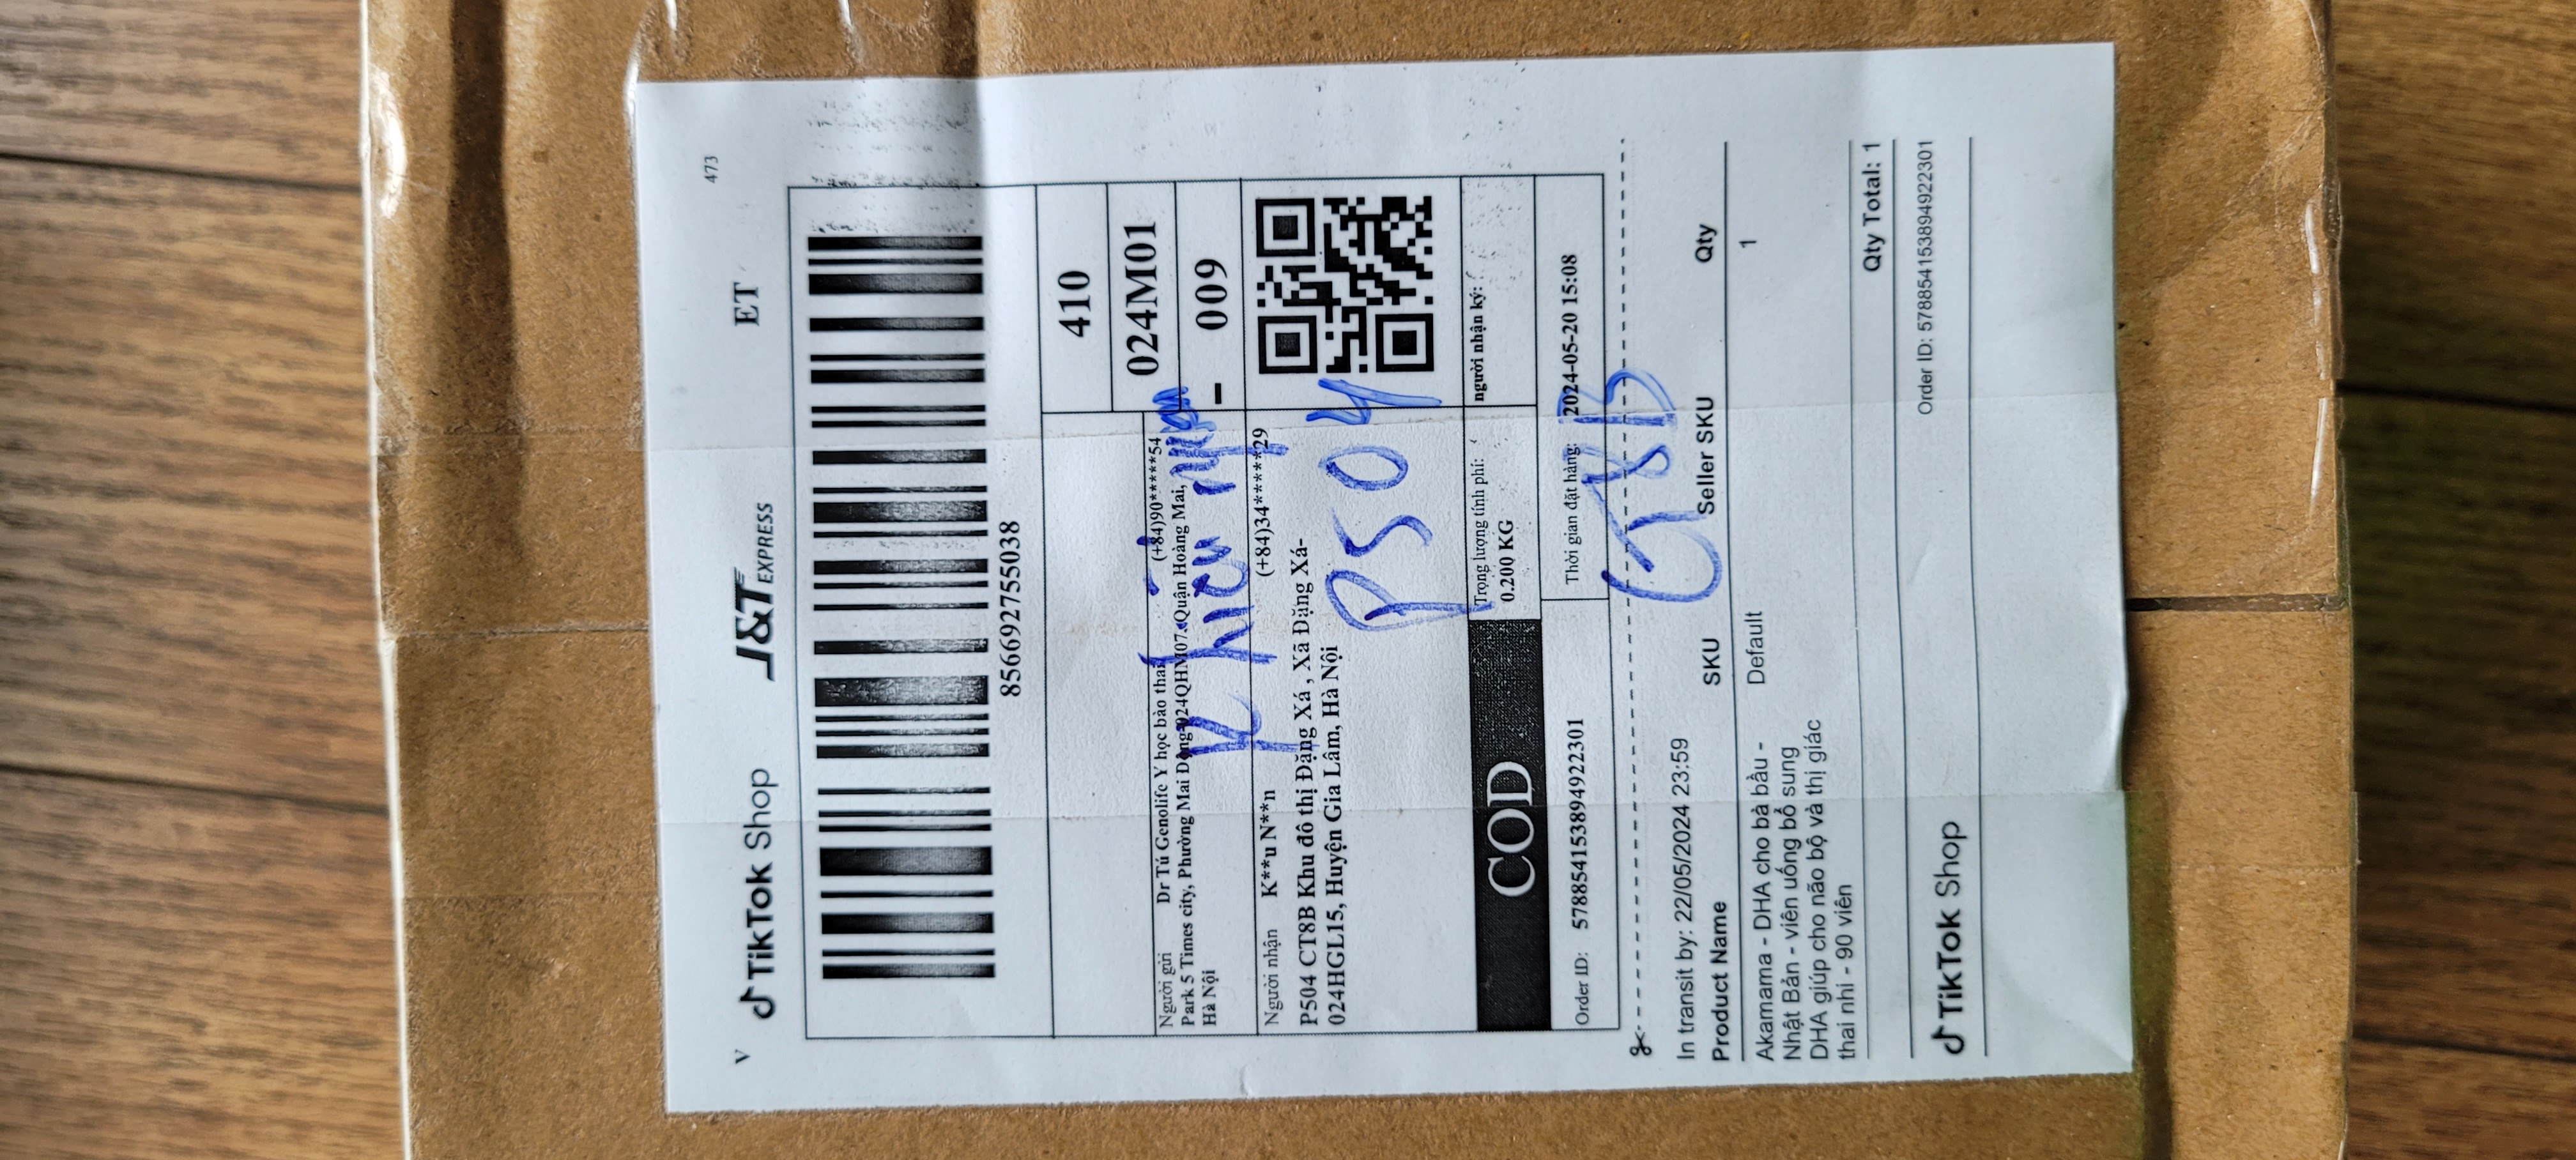 473
V TikTok Shop J&T EXPRESS ET
856692755038
410
024M01
- 009
Người gửi Dr Tú Genolife Y học bào thai (+84)90*****54
Park 5 Times city, Phường Mai Động-024QHM07, Quận Hoàng Mai,
Hà Nội
Người nhận K**u N**n (+84)34*****29
P504 CT8B Khu đô thị Đặng Xá , Xã Đặng Xá-
024HGL15, Huyện Gia Lâm, Hà Nội
P504
COD
Trọng lượng tính phí:
0.200 KG
người nhận ký:
Order ID: 578854153894922301
Thời gian đặt hàng: 2024-05-20 15:08
CT8B
In transit by: 22/05/2024 23:59
Product Name SKU Seller SKU Qty
Akamama - DHA cho bà bầu - Default 1
Nhật Bản - viên uống bổ sung
DHA giúp cho não bộ và thị giác
thai nhi - 90 viên
Qty Total: 1
TikTok Shop Order ID: 578854153894922301